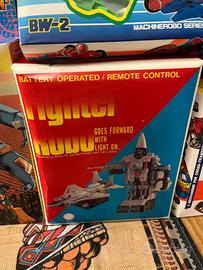 BW-2
MACHINEROBO SERIES
BATTERY OPERATED / REMOTE CONTROL
Fighter
Robo
GOES FORWARD
WITH
LIGHT ON.